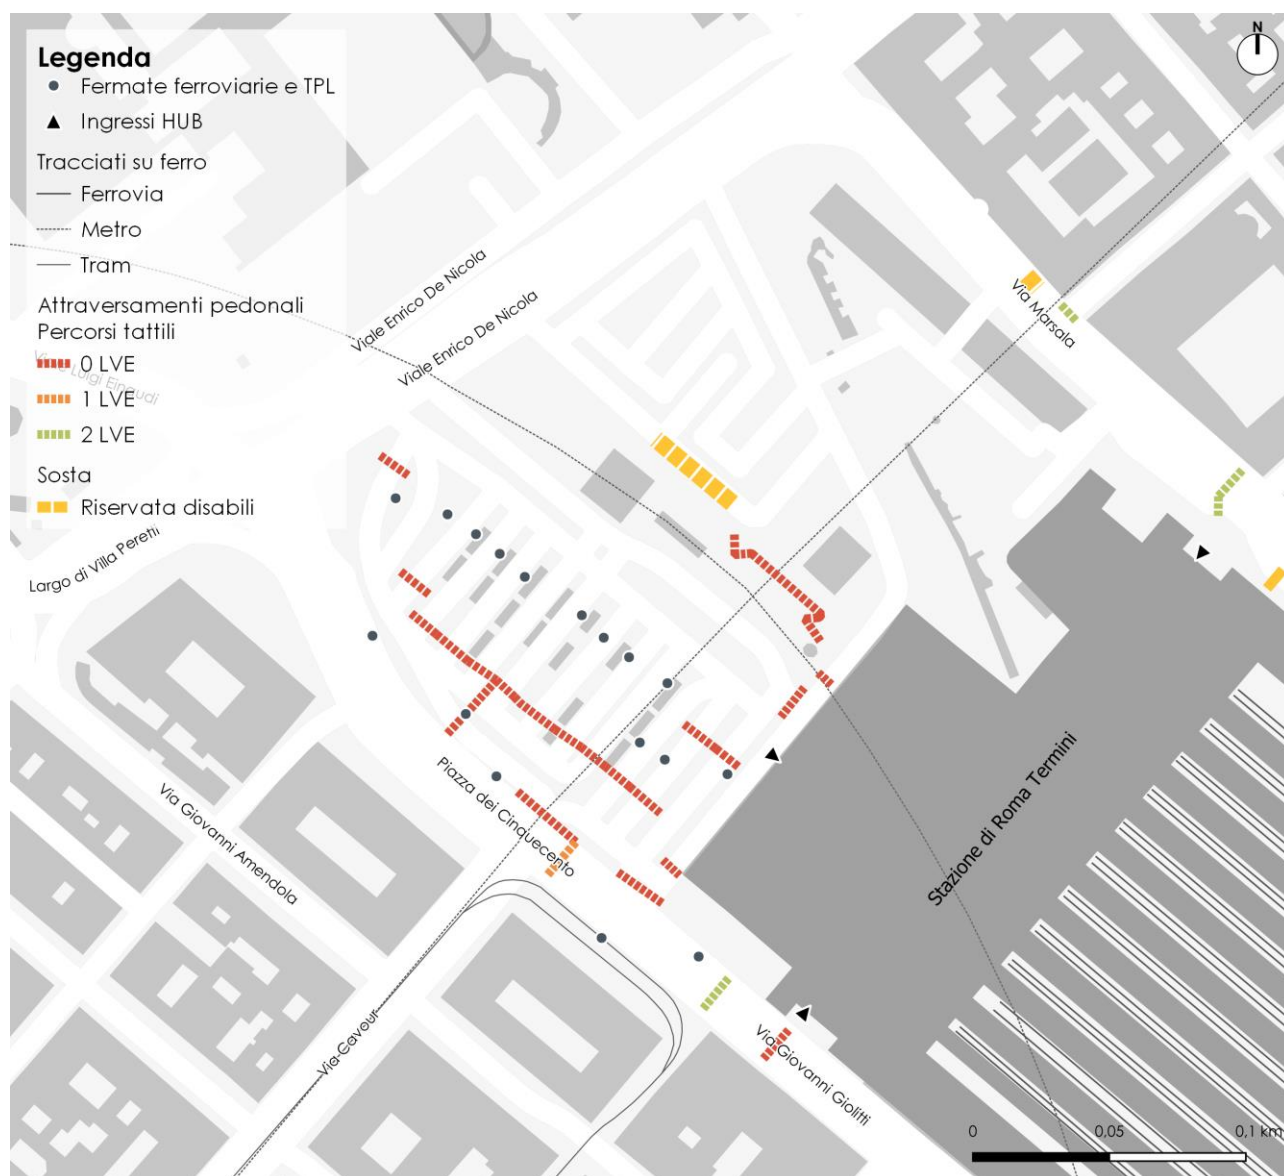 Legenda
Fermate ferroviarie e TPL
Ingressi HUB
Tracciati su ferro
Ferrovia
Metro
Tram
Attraversamenti pedonali
Percorsi tattili
0 LVE
1 LVE
2 LVE
Sosta
Riservata disabili
N
Viale Enrico De Nicola
Viale Enrico De Nicola
Via Marsala
Viale Luigi Einaudi
Largo di Villa Peretti
Piazza dei Cinquecento
Via Giovanni Amendola
Stazione di Roma Termini
Via Cavour
Via Giovanni Giolitti
0 0,05 0,1 km